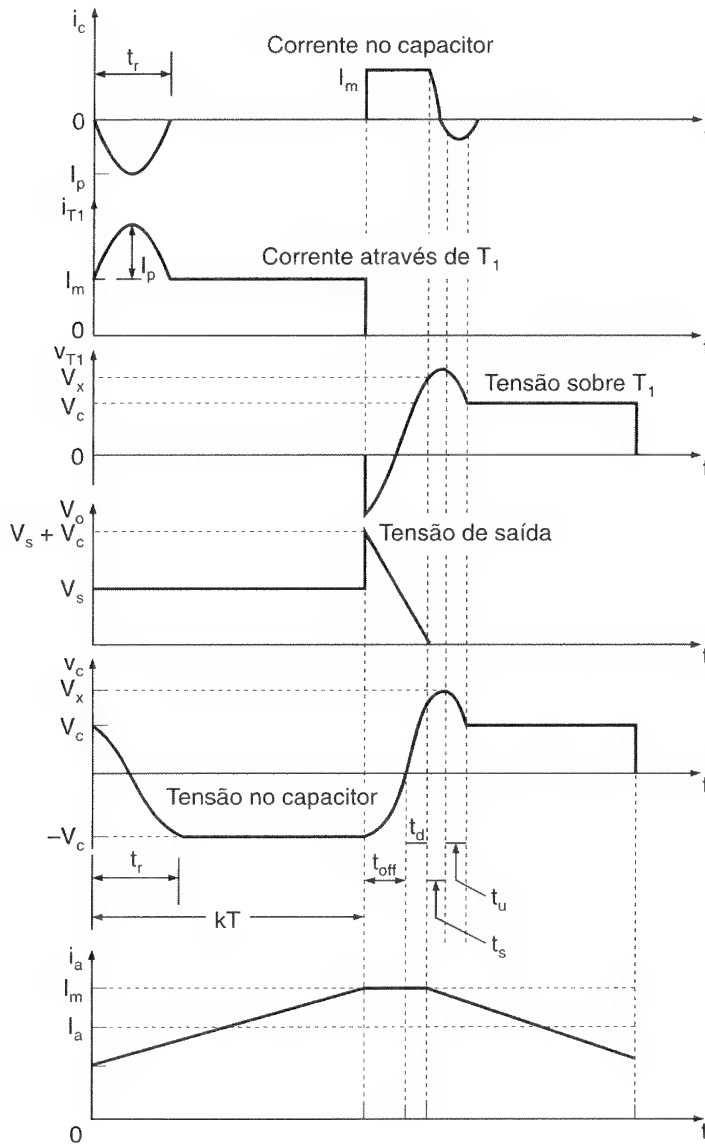 i_c
Corrente no capacitor
t_r
I_m
0
I_p
i_T1
Corrente através de T_1
I_p
I_m
0
v_T1
V_x
Tensão sobre T_1
V_c
0
t
V_o
V_s + V_c
Tensão de saída
V_s
t
v_c
V_x
V_c
t
Tensão no capacitor
–V_c
t_d
t_r
t_off
t_u
kT
t_s
i_a
I_m
I_a
0
t